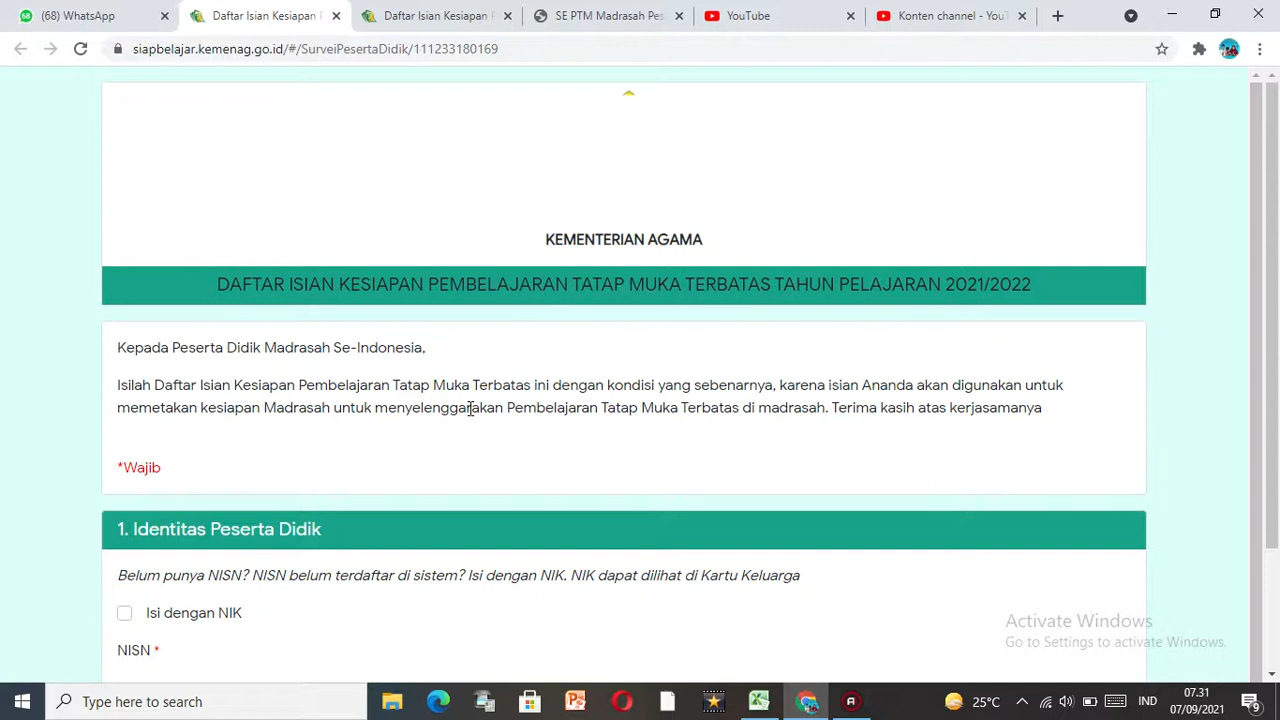 (68) WhatsApp
Daftar Isian Kesiapan P
Daftar Isian Kesiapan P
SE PTM Madrasah Pes
YouTube
Konten channel - YouT
siapbelajar.kemenag.go.id/#/SurveiPesertaDidik/111233180169
KEMENTERIAN AGAMA
DAFTAR ISIAN KESIAPAN PEMBELAJARAN TATAP MUKA TERBATAS TAHUN PELAJARAN 2021/2022
Kepada Peserta Didik Madrasah Se-Indonesia,
Isilah Daftar Isian Kesiapan Pembelajaran Tatap Muka Terbatas ini dengan kondisi yang sebenarnya, karena isian Ananda akan digunakan untuk
memetakan kesiapan Madrasah untuk menyelenggarakan Pembelajaran Tatap Muka Terbatas di madrasah. Terima kasih atas kerjasamanya
*Wajib
1. Identitas Peserta Didik
Belum punya NISN? NISN belum terdaftar di sistem? Isi dengan NIK. NIK dapat dilihat di Kartu Keluarga
Isi dengan NIK
NISN *
Activate Windows
Go to Settings to activate Windows.
Type here to search
25°C
IND
07.31
07/09/2021
9